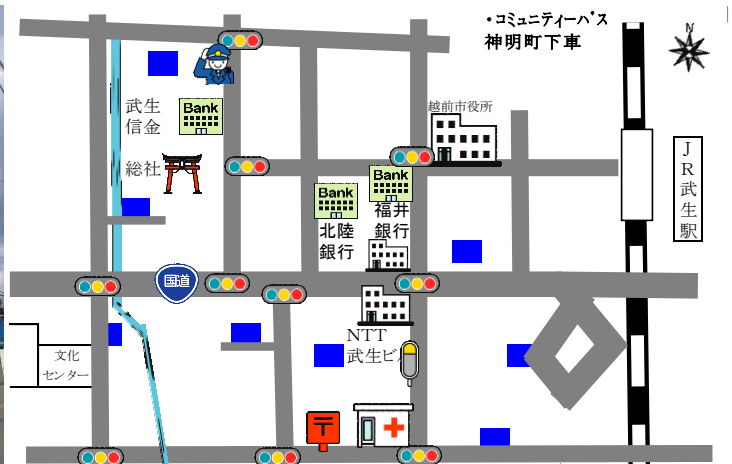 ・コミュニティーバス
神明町下車
N
越前市役所
武生
信金
Bank
総社
Bank
Bank
福井
銀行
北陸
銀行
JR武生駅
国道
NTT
武生ビ
文化
センター
〒